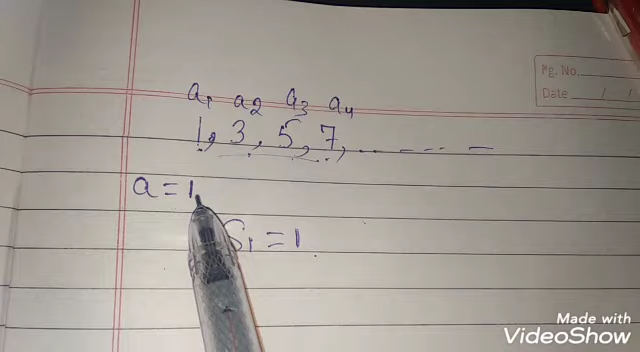 Pg. No.
Date / /
a1 a2 a3 a4
1, 3, 5, 7, ... - - - -
a = 1
S1 = 1
Made with
VideoShow